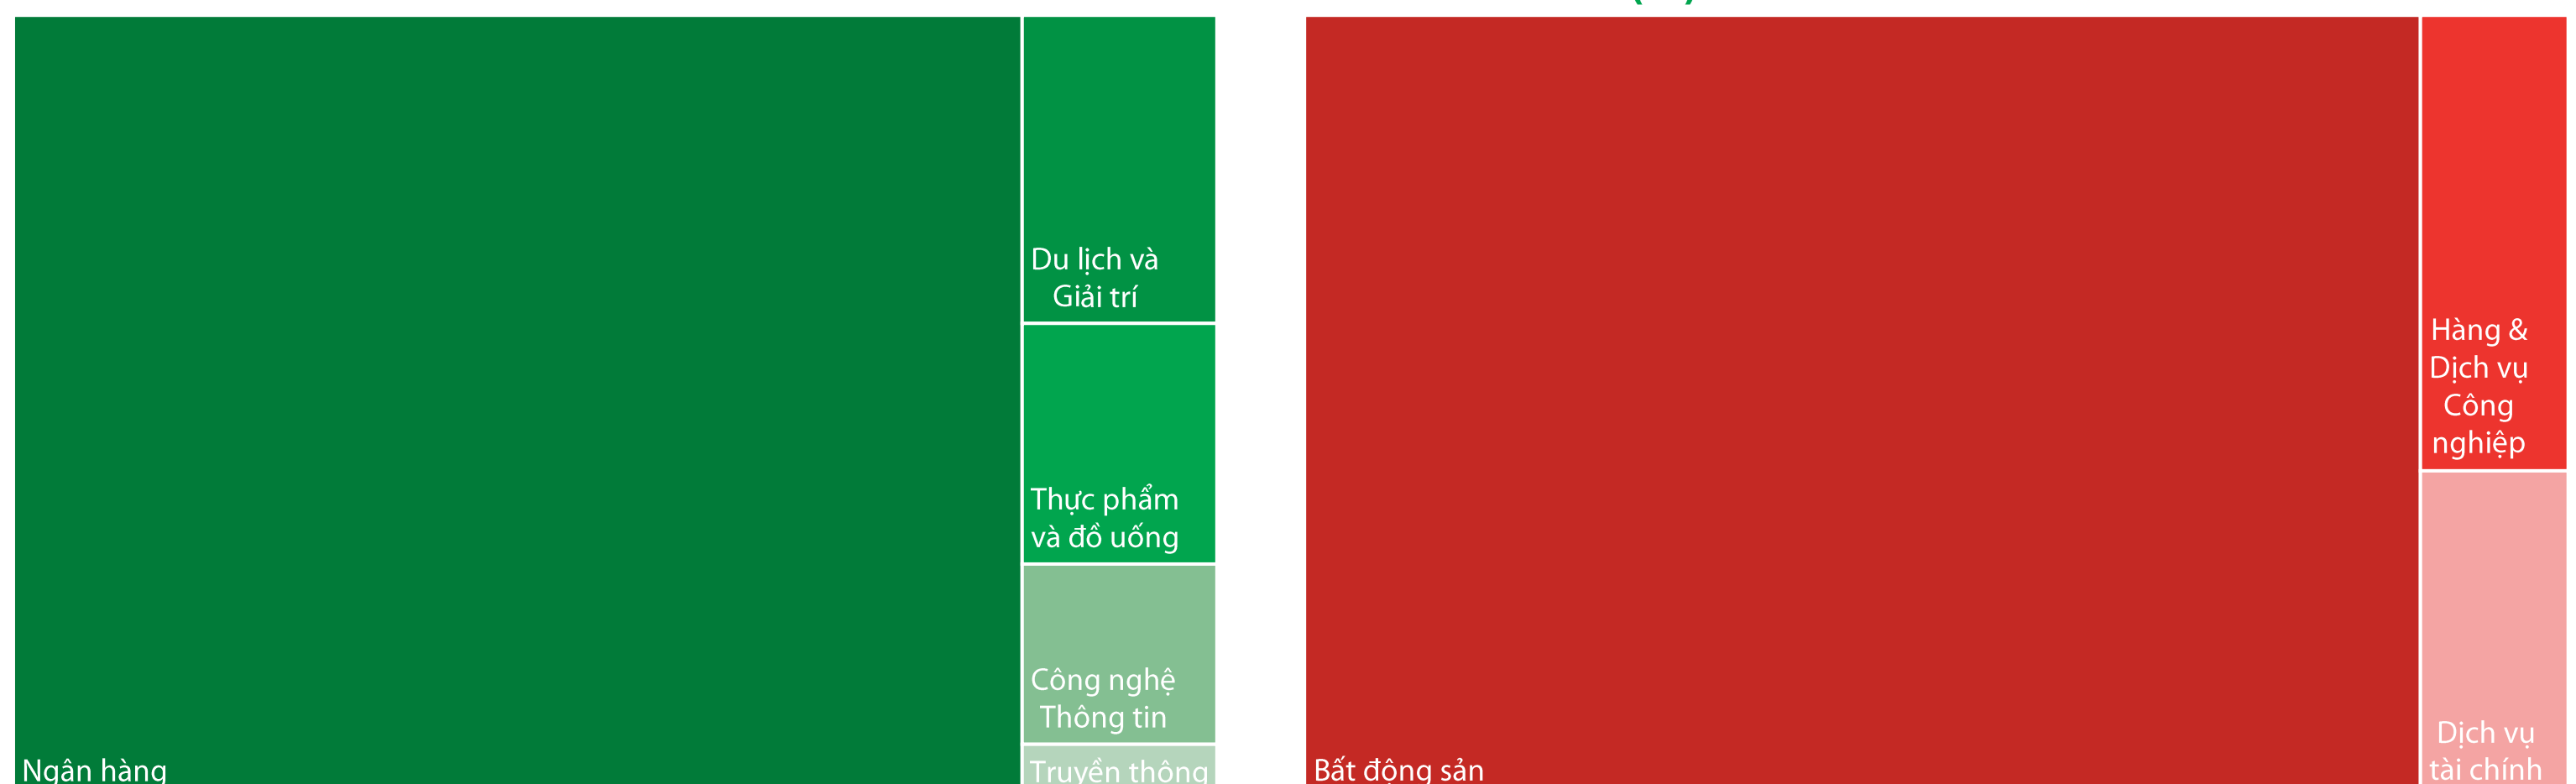 Du lịch và
Giải trí
Thực phẩm
và đồ uống
Công nghệ
Thông tin
Ngân hàng
Truyền thông
Hàng &
Dịch vụ
Công
nghiệp
Dịch vụ
tài chính
Bất động sản